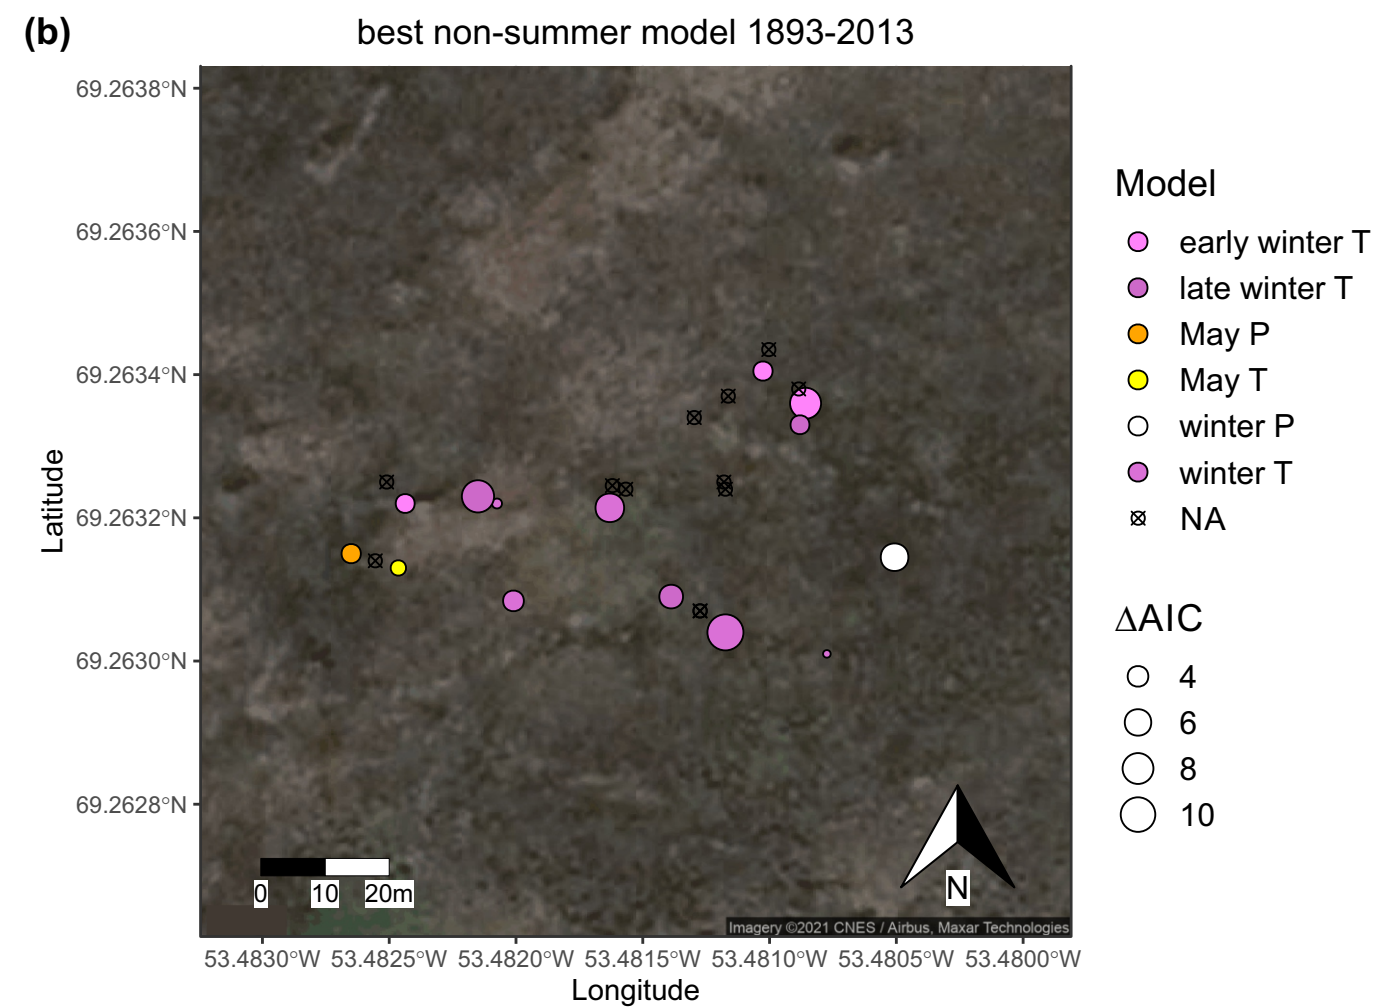 (b)
best non-summer model 1893-2013
69.2638°N
69.2636°N
69.2634°N
69.2632°N
69.2630°N
69.2628°N
Latitude
0 10 20m
N
Imagery ©2021 CNES / Airbus, Maxar Technologies
53.4830°W 53.4825°W 53.4820°W 53.4815°W 53.4810°W 53.4805°W 53.4800°W
Longitude
Model
early winter T
late winter T
May P
May T
winter P
winter T
NA
ΔAIC
4
6
8
10